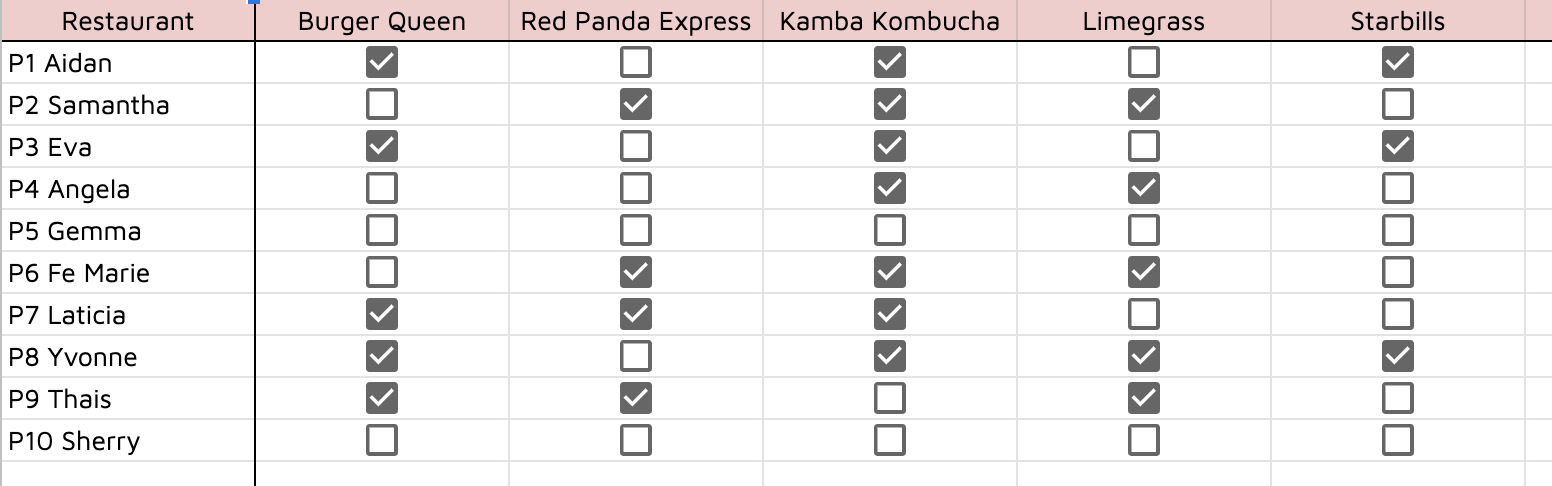 Restaurant Burger Queen Red Panda Express Kamba Kombucha Limegrass Starbills
P1 Aidan
P2 Samantha
P3 Eva
P4 Angela
P5 Gemma
P6 Fe Marie
P7 Laticia
P8 Yvonne
P9 Thais
P10 Sherry